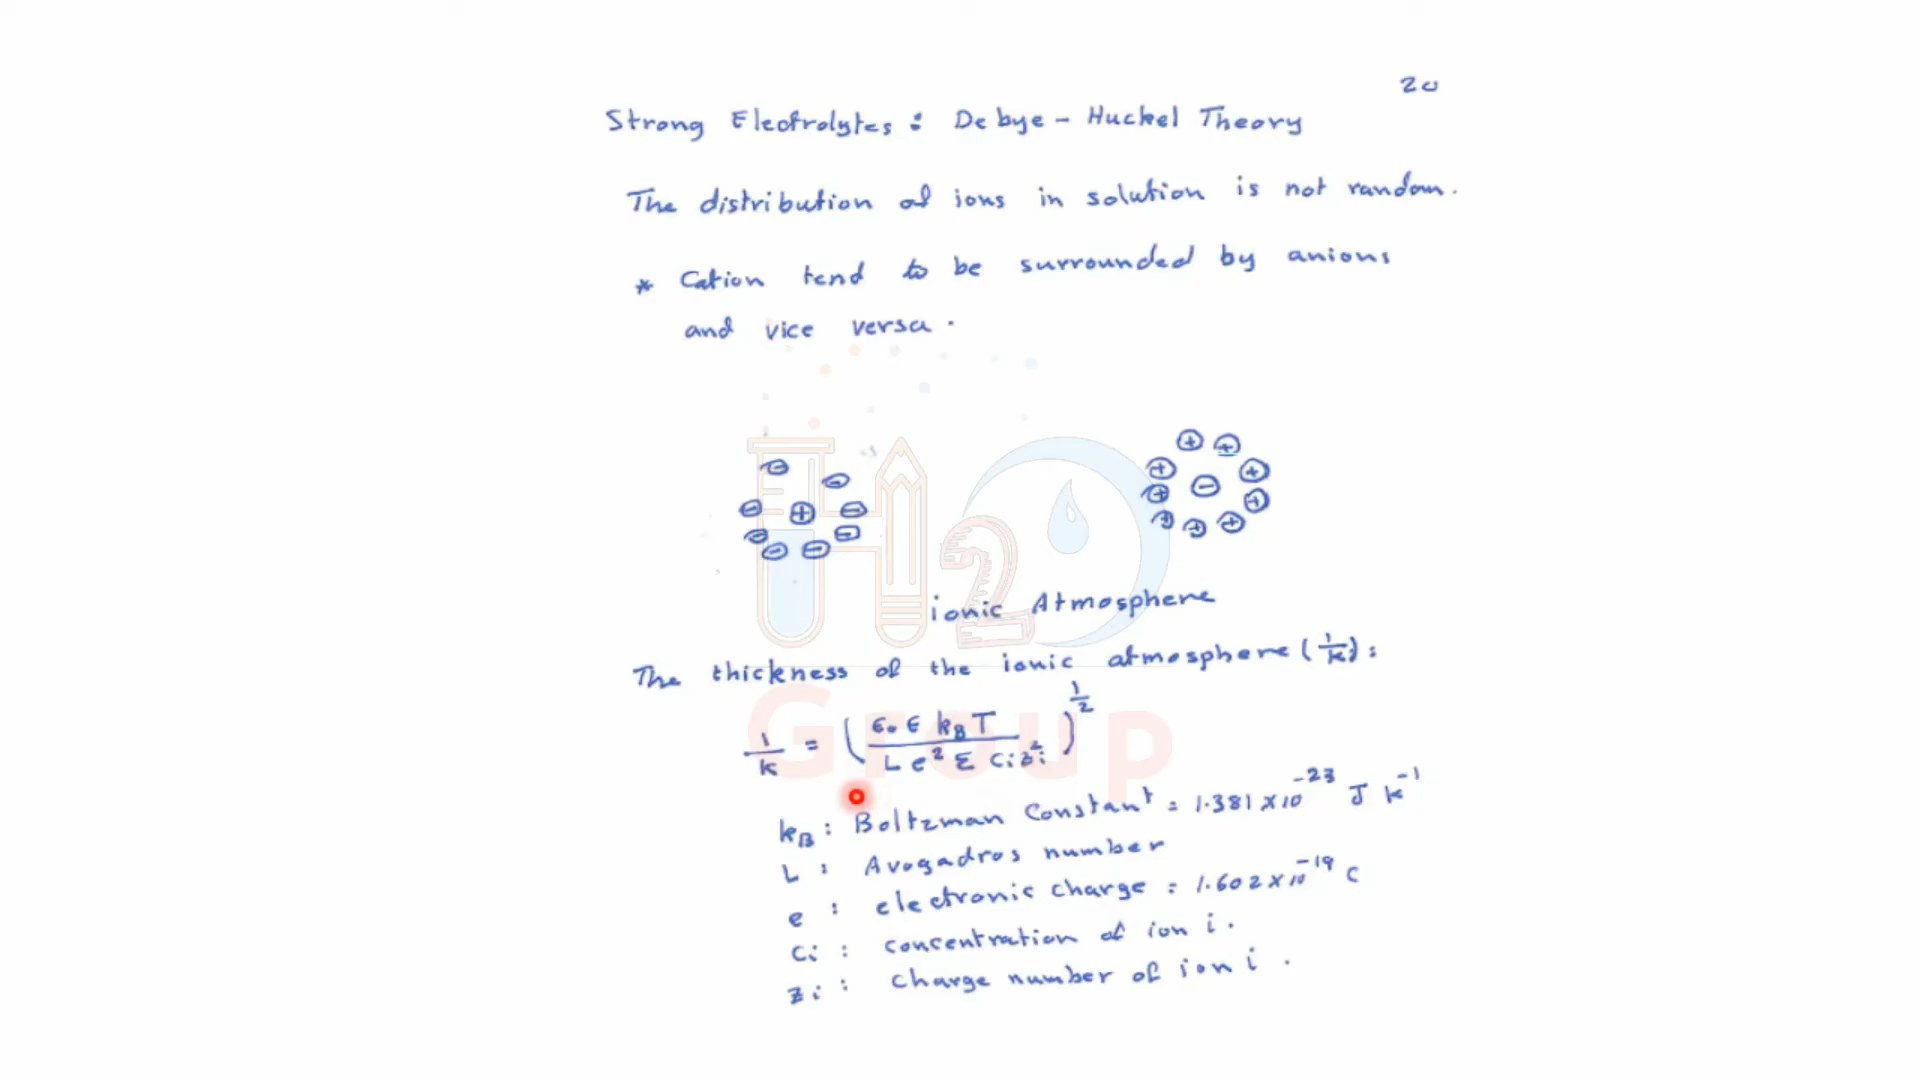 20
Strong Electrolytes : Debye - Huckel Theory
The distribution of ions in solution is not random.
* Cation tend to be surrounded by anions
and vice versa.
H2O
ionic Atmosphere
The thickness of the ionic atmosphere (1/k) :
Group
1/k = (ϵ₀ ϵ k_B T / L e² Σ cᵢ zᵢ²)^1/2
k_B : Boltzman Constant = 1.381 x 10⁻²³ J k⁻¹
L : Avogadros number
e : electronic charge = 1.602 x 10⁻¹⁹ C
Cᵢ : concentration of ion i.
Zᵢ : charge number of ion i.